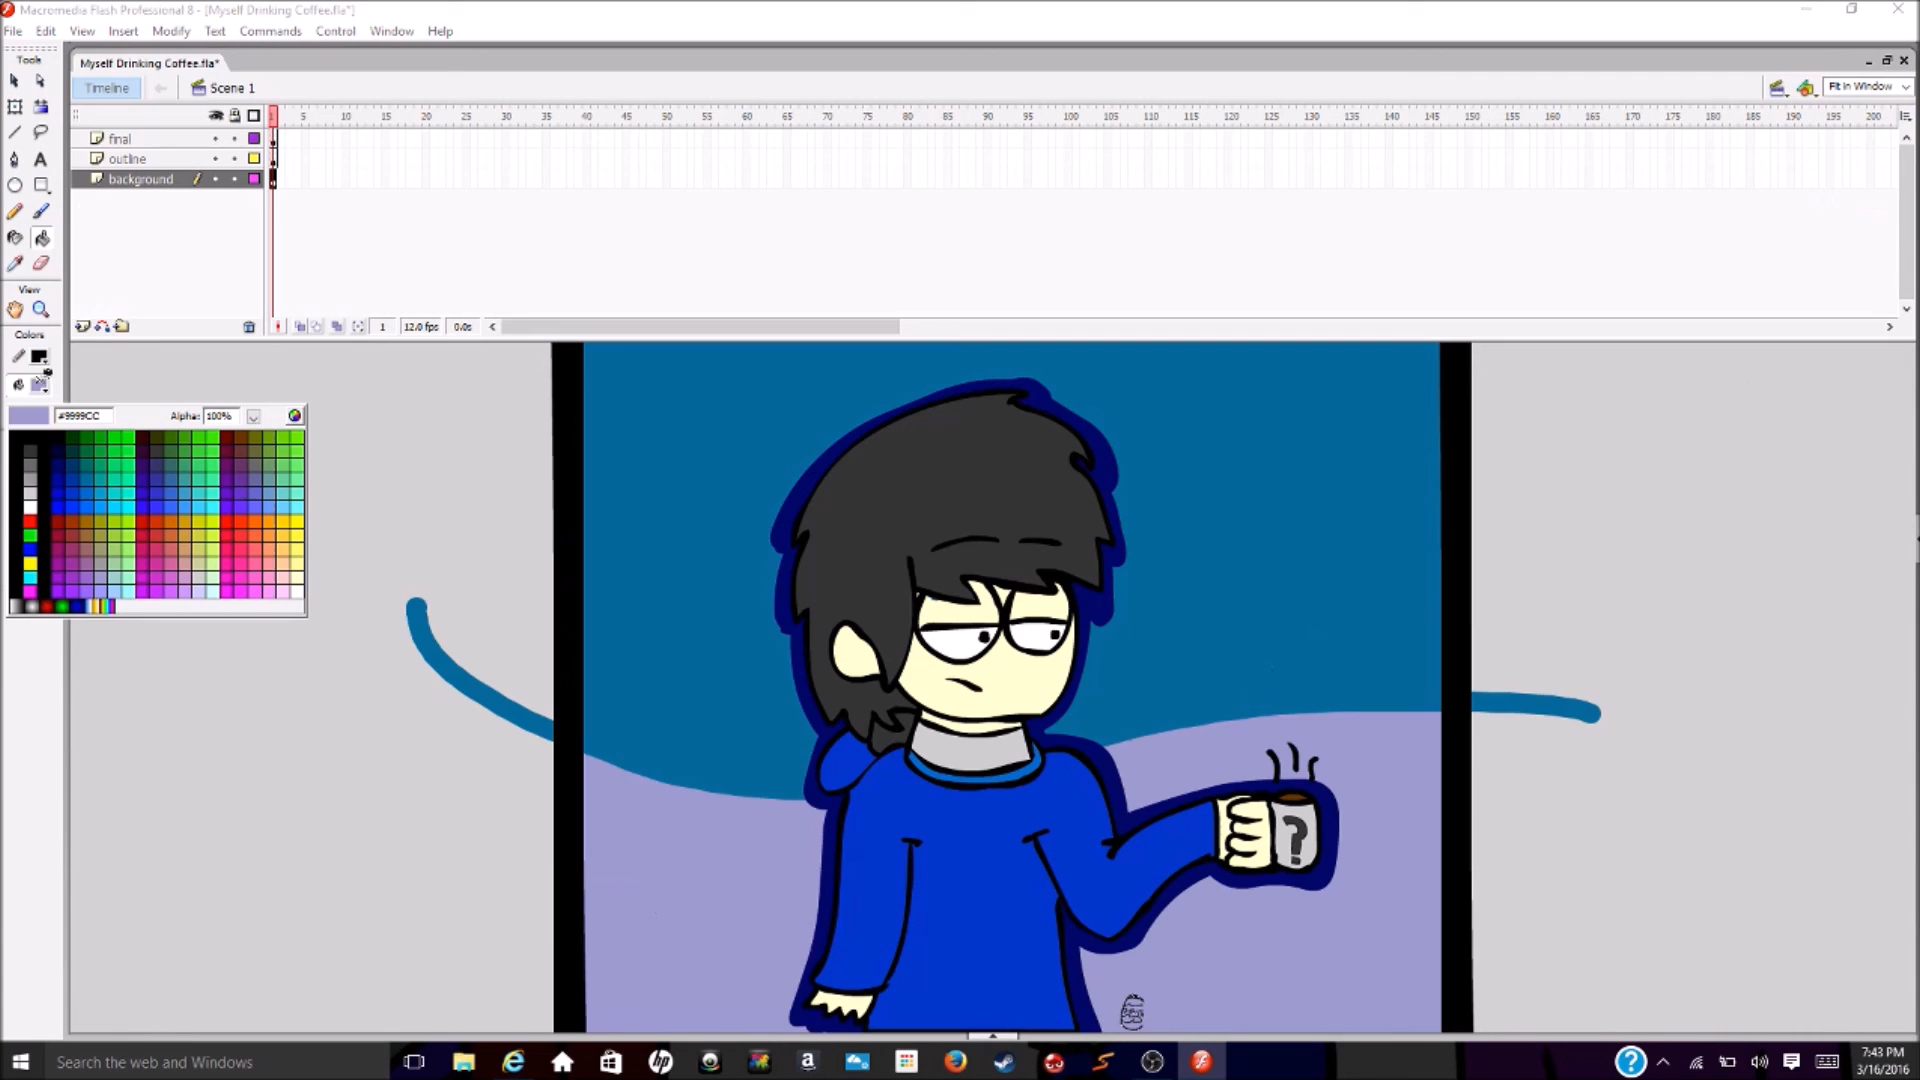 Macromedia Flash Professional 8 - [Myself Drinking Coffee.fla*]
File Edit View Insert Modify Text Commands Control Window Help
Tools
Myself Drinking Coffee.fla*
Timeline Scene 1 Fit in Window
1 5 10 15 20 25 30 35 40 45 50 55 60 65 70 75 80 85 90 95 100 105 110 115 120 125 130 135 140 145 150 155 160 165 170 175 180 185 190 195 200
final
outline
background
A
View
1 12.0 fps 0.0s
Colors
#9999CC Alpha: 100%
?
Search the web and Windows
hp
a
?
7:43 PM
3/16/2016